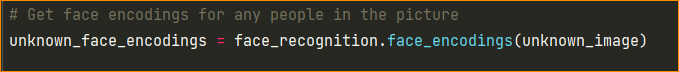 # Get face encodings for any people in the picture
unknown_face_encodings = face_recognition.face_encodings(unknown_image)